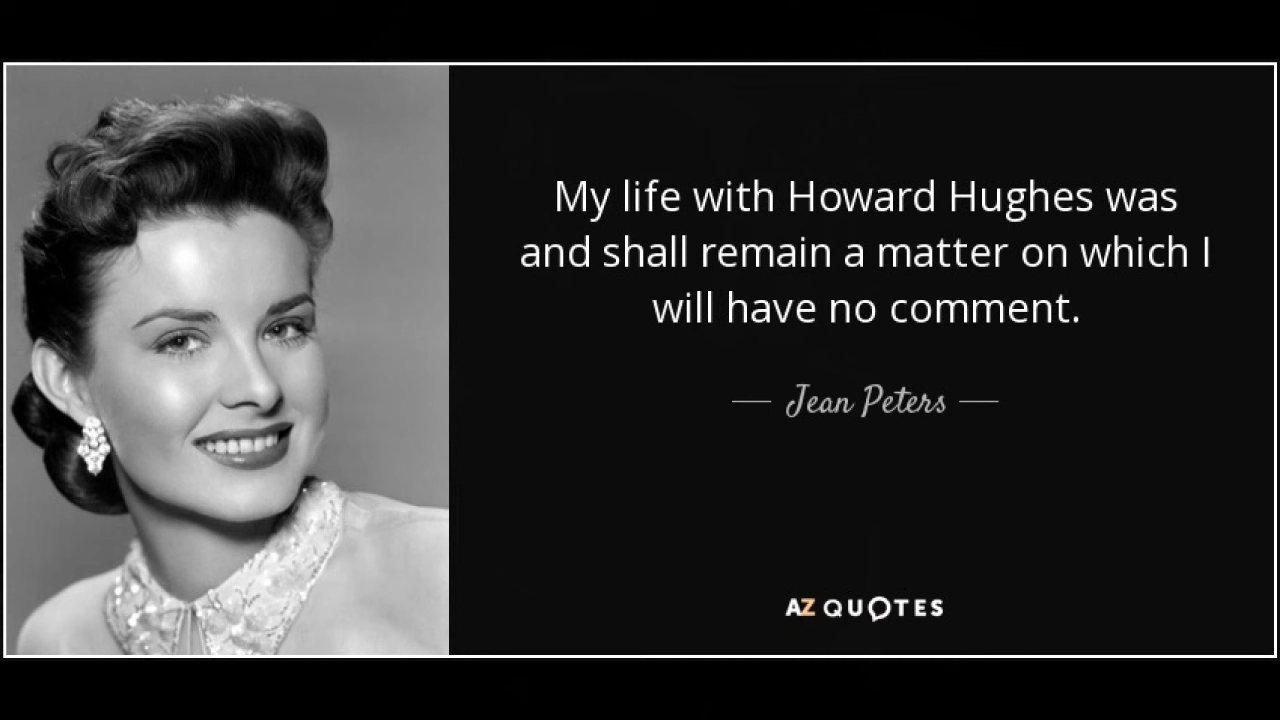 My life with Howard Hughes was
and shall remain a matter on which I
will have no comment.
Jean Peters
AZ QUOTES